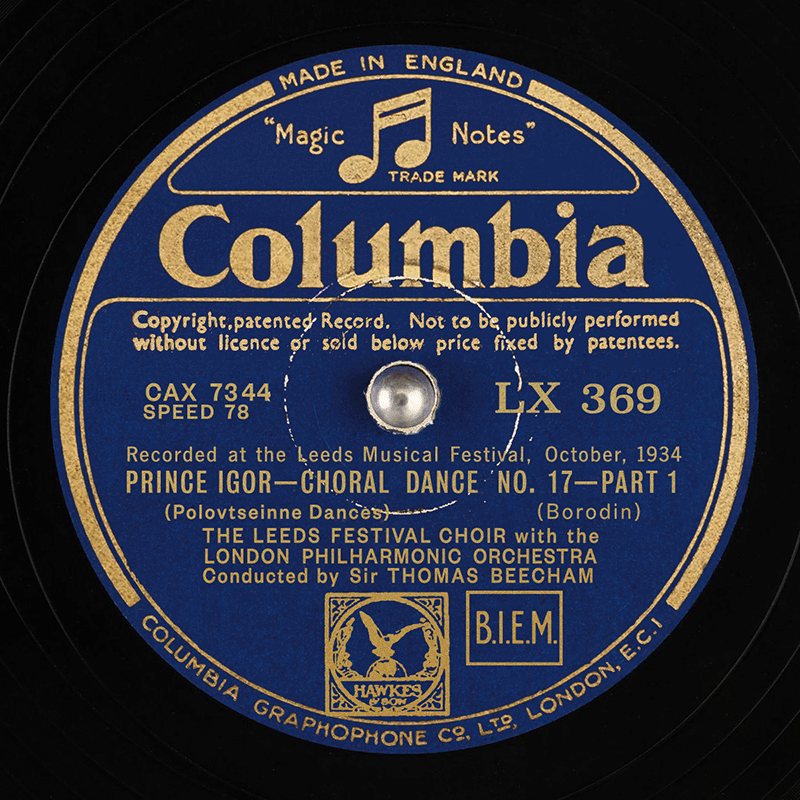 MADE IN ENGLAND
"Magic Notes"
TRADE MARK
Columbia
Copyright, patented Record. Not to be publicly performed
without licence or sold below price fixed by patentees.
CAX 7344
SPEED 78
LX 369
Recorded at the Leeds Musical Festival, October, 1934
PRINCE IGOR—CHORAL DANCE NO. 17—PART 1
(Polovtseinne Dances)
(Borodin)
THE LEEDS FESTIVAL CHOIR with the
LONDON PHILHARMONIC ORCHESTRA
Conducted by Sir THOMAS BEECHAM
HAWKES
& SON
B.I.E.M.
COLUMBIA GRAPHOPHONE CO. LTD. LONDON, E.C.1